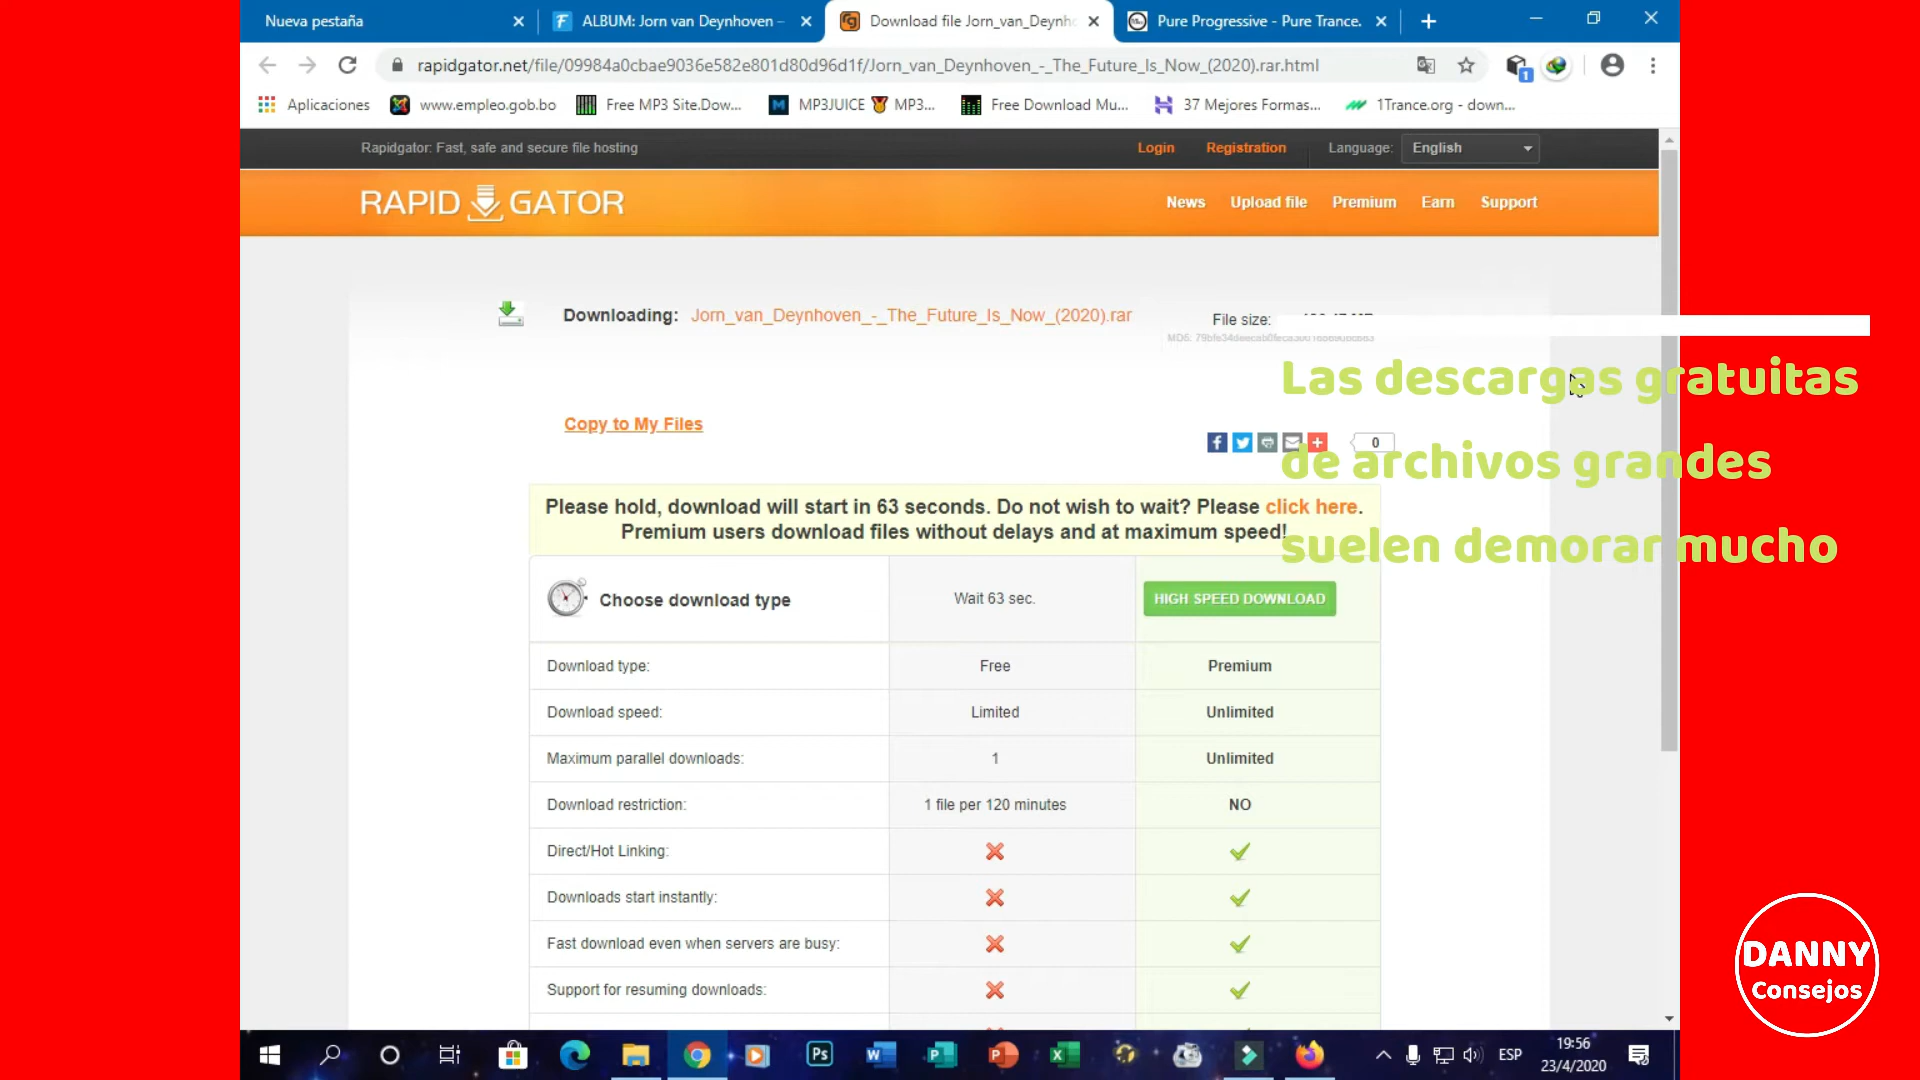 Nueva pestaña
ALBUM: Jorn van Deynhoven –
Download file Jorn_van_Deynho
Pure Progressive - Pure Trance.
rapidgator.net/file/09984a0cbae9036e582e801d80d96d1f/Jorn_van_Deynhoven_-_The_Future_Is_Now_(2020).rar.html
1
Aplicaciones
www.empleo.gob.bo
Free MP3 Site.Dow...
MP3JUICE 🏅 MP3...
Free Download Mu...
37 Mejores Formas...
1Trance.org - down...
Rapidgator: Fast, safe and secure file hosting
Login
Registration
Language:
English
RAPID GATOR
News
Upload file
Premium
Earn
Support
Downloading: Jorn_van_Deynhoven_-_The_Future_Is_Now_(2020).rar
File size:
Las descargas gratuitas
de archivos grandes
suelen demorar mucho
Copy to My Files
0
Please hold, download will start in 63 seconds. Do not wish to wait? Please click here.
Premium users download files without delays and at maximum speed!
Choose download type
Wait 63 sec.
HIGH SPEED DOWNLOAD
Download type:
Free
Premium
Download speed:
Limited
Unlimited
Maximum parallel downloads:
1
Unlimited
Download restriction:
1 file per 120 minutes
NO
Direct/Hot Linking:
Downloads start instantly:
Fast download even when servers are busy:
Support for resuming downloads:
DANNY
Consejos
Ps
ESP
19:56
23/4/2020